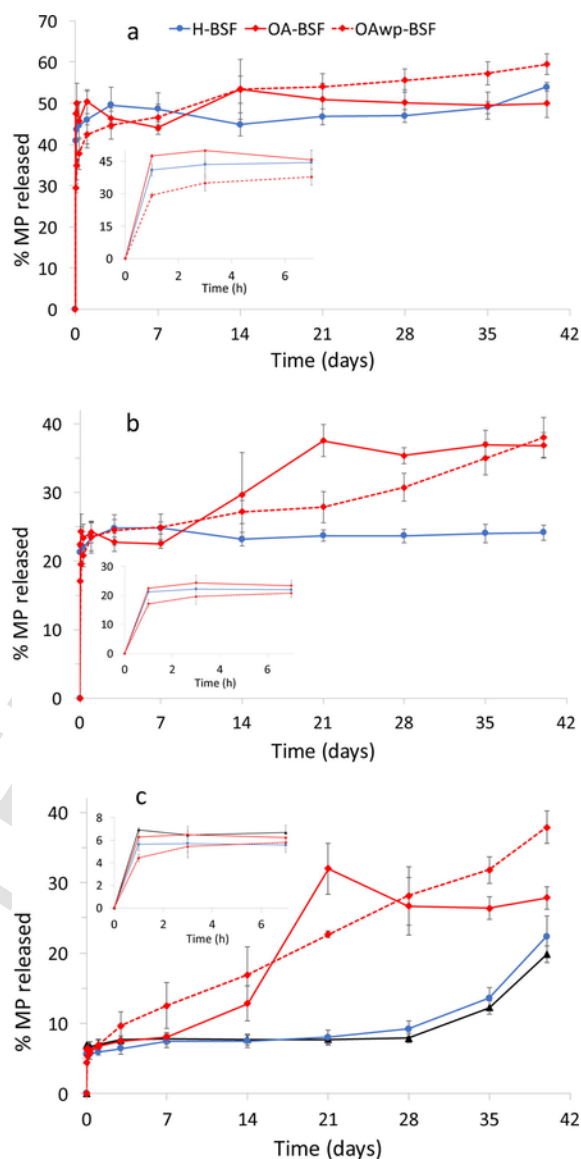 a
H-BSF OA-BSF OAwp-BSF
70
60
50
40
30
20
10
0
% MP released
45
30
15
0
0 2 4 6
Time (h)
0 7 14 21 28 35 42
Time (days)
b
40
30
20
10
0
% MP released
30
20
10
0
0 2 4 6
Time (h)
0 7 14 21 28 35 42
Time (days)
c
40
30
20
10
0
% MP released
8
6
4
2
0
0 2 4 6
Time (h)
0 7 14 21 28 35 42
Time (days)